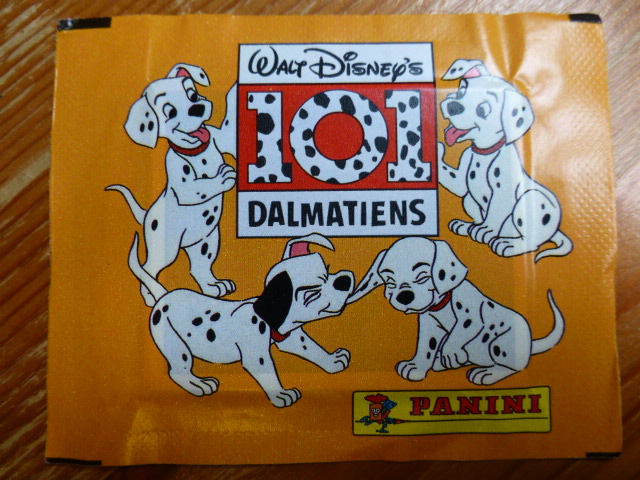 WALT DISNEY'S
101
DALMATIENS
PANINI